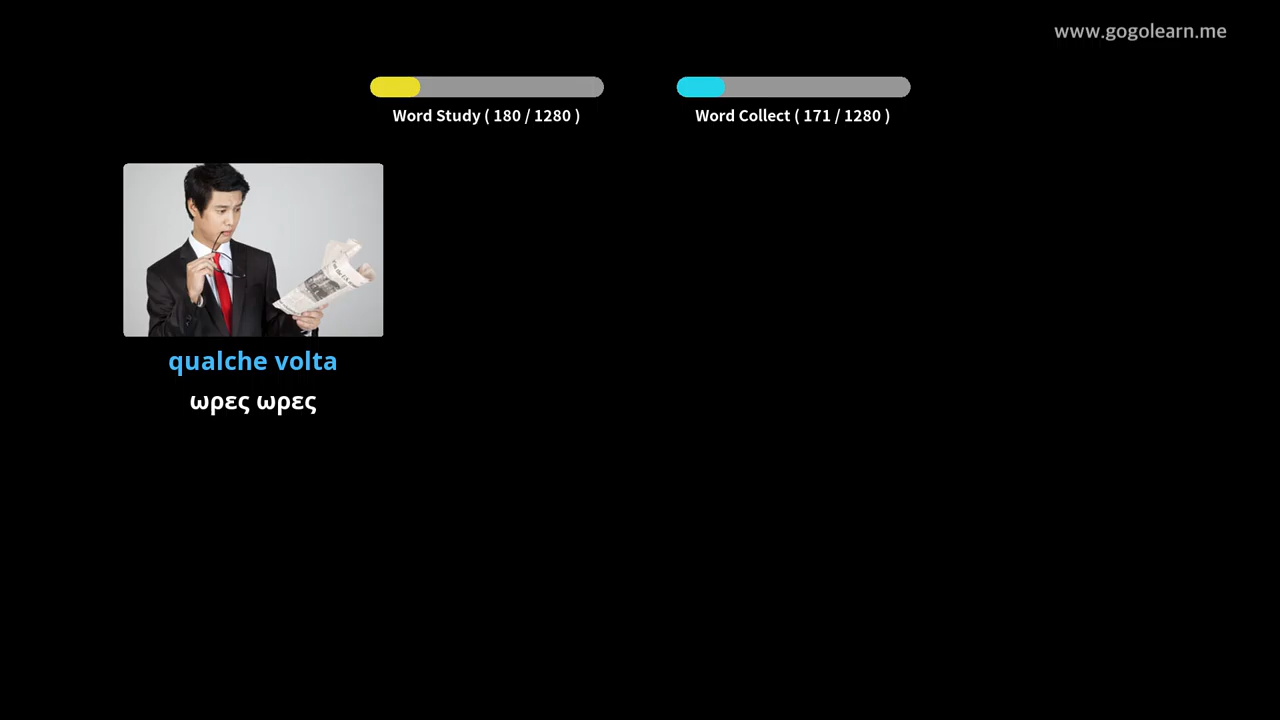 www.gogolearn.me
Word Study ( 180 / 1280 )
Word Collect ( 171 / 1280 )
qualche volta
ωρες ωρες